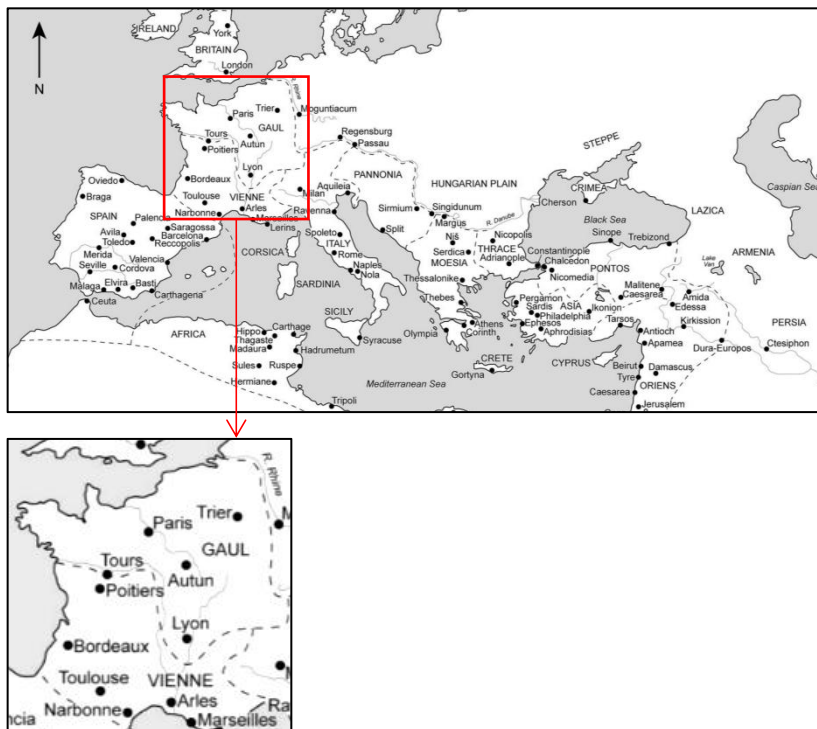 IRELAND
York
BRITAIN
London
N
R. Rhine
Trier
Moguntiacum
Paris
GAUL
Tours
Autun
Poitiers
Lyon
Bordeaux
VIENNE
Toulouse
Arles
Narbonne
Marseilles
Lerins
Regensburg
Passau
PANNONIA
HUNGARIAN PLAIN
STEPPE
Milan
Aquileia
Ravenna
Sirmium
Singidunum
Margus
R. Danube
Cherson
CRIMEA
Caspian Sea
Oviedo
Braga
SPAIN
Palencia
Saragossa
Avila
Barcelona
Toledo
Reccopolis
Merida
Valencia
Seville
Cordova
Malaga
Elvira
Basti
Carthagena
Ceuta
CORSICA
Spoleto
ITALY
Rome
Naples
Nola
Split
SARDINIA
SICILY
Syracuse
Niš
Nicopolis
Serdica
THRACE
MOESIA
Adrianople
Black Sea
Sinope
Trebizond
LAZICA
Constantinople
Chalcedon
Nicomedia
PONTOS
Lake Van
ARMENIA
Thessalonike
Thebes
Olympia
Athens
Corinth
Pergamon
Sardis
ASIA
Philadelphia
Ikonion
Ephesos
Aphrodisias
Tarsos
Malitene
Caesarea
Amida
Edessa
Kirkission
PERSIA
Antioch
Apamea
Dura-Europos
Ctesiphon
AFRICA
Hippo
Carthage
Thagaste
Madaura
Hadrumetum
Sules
Ruspe
Hermiane
Tripoli
Mediterranean Sea
CRETE
Gortyna
CYPRUS
Beirut
Damascus
Tyre
ORIENS
Caesarea
Jerusalem
R. Rhine
Trier
M
Paris
GAUL
Tours
Autun
Poitiers
Lyon
Bordeaux
Toulouse
VIENNE
M
Arles
Ra
ncia
Narbonne
Marseilles